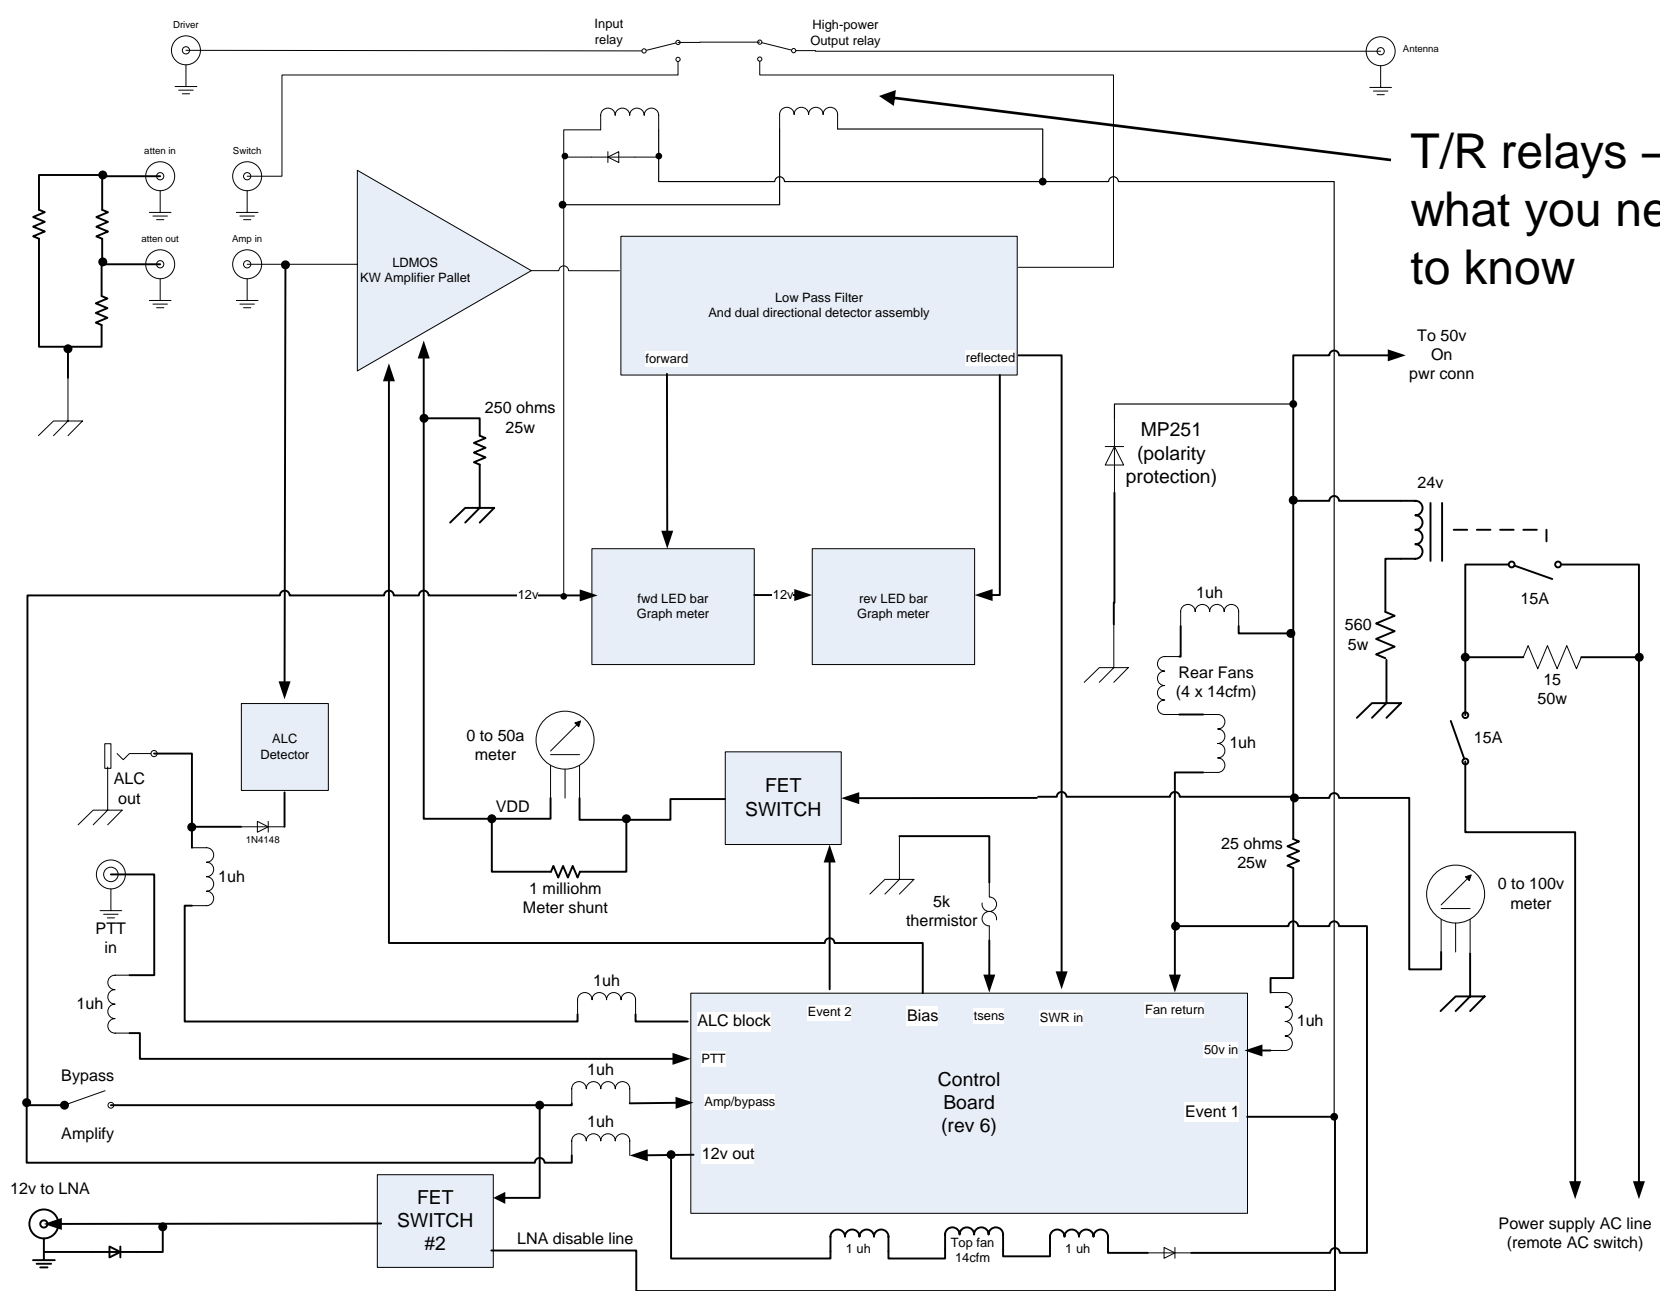 Driver
Input
relay
High-power
Output relay
Antenna
T/R relays –
what you ne
to know
atten in
Switch
atten out
Amp in
LDMOS
KW Amplifier Pallet
Low Pass Filter
And dual directional detector assembly
forward
reflected
To 50v
On
pwr conn
250 ohms
25w
MP251
(polarity
protection)
24v
15A
12v
fwd LED bar
Graph meter
12v
rev LED bar
Graph meter
1uh
560
5w
Rear Fans
(4 x 14cfm)
15
50w
ALC
Detector
0 to 50a
meter
1uh
15A
ALC
out
FET
SWITCH
VDD
1N4148
25 ohms
25w
1uh
1 milliohm
Meter shunt
5k
thermistor
0 to 100v
meter
PTT
in
1uh
1uh
ALC block
Event 2
Bias
tsens
SWR in
Fan return
1uh
50v in
PTT
Bypass
1uh
Amp/bypass
Control
Board
(rev 6)
Event 1
Amplify
1uh
12v out
12v to LNA
FET
SWITCH
#2
LNA disable line
1 uh
Top fan
14cfm
1 uh
Power supply AC line
(remote AC switch)